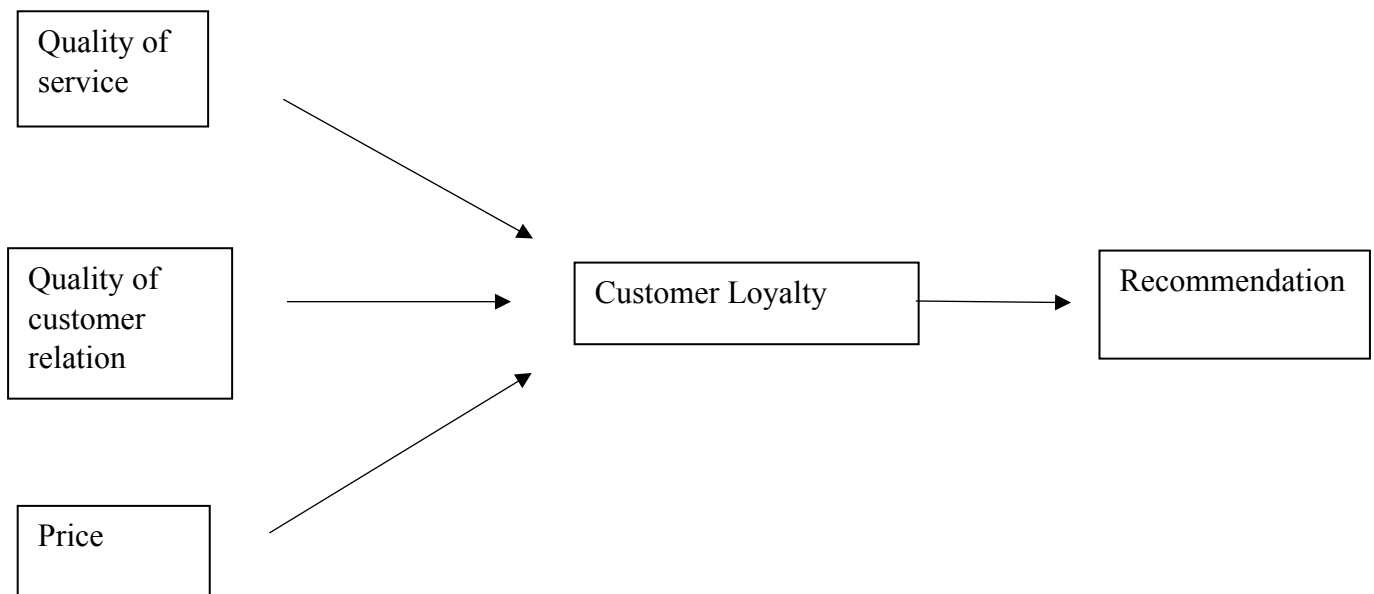 Quality of
service
Quality of
customer
relation
Customer Loyalty
Recommendation
Price